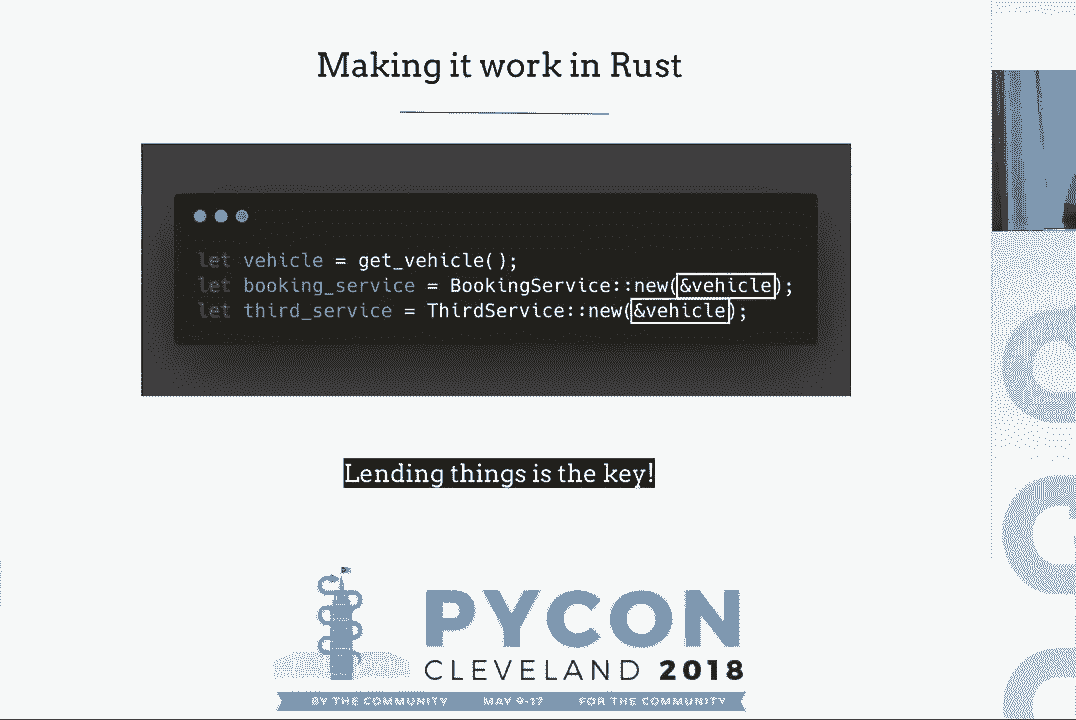 Making it work in Rust
let vehicle = get_vehicle();
let booking_service = BookingService::new(&vehicle);
let third_service = ThirdService::new(&vehicle);
Lending things is the key!
PYCON
CLEVELAND 2018
BY THE COMMUNITY MAY 9-17 FOR THE COMMUNITY